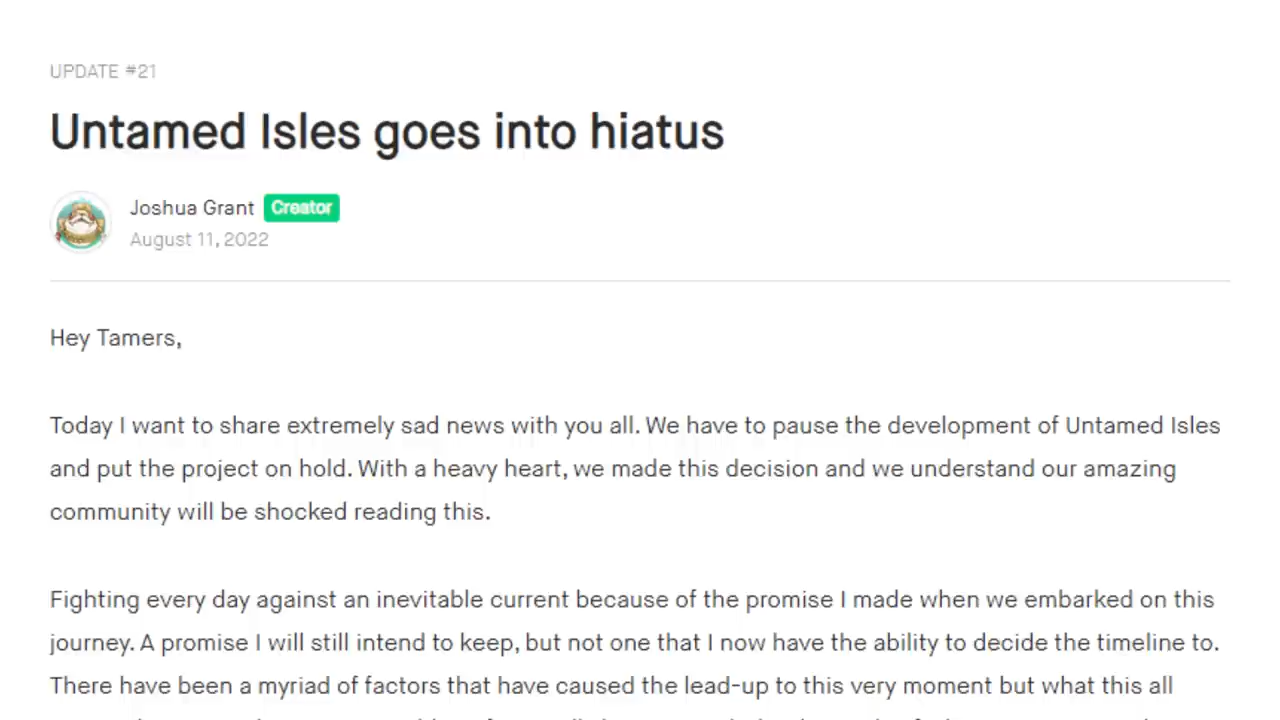 UPDATE #21
Untamed Isles goes into hiatus
Joshua Grant Creator
August 11, 2022
Hey Tamers,
Today I want to share extremely sad news with you all. We have to pause the development of Untamed Isles
and put the project on hold. With a heavy heart, we made this decision and we understand our amazing
community will be shocked reading this.
Fighting every day against an inevitable current because of the promise I made when we embarked on this
journey. A promise I will still intend to keep, but not one that I now have the ability to decide the timeline to.
There have been a myriad of factors that have caused the lead-up to this very moment but what this all